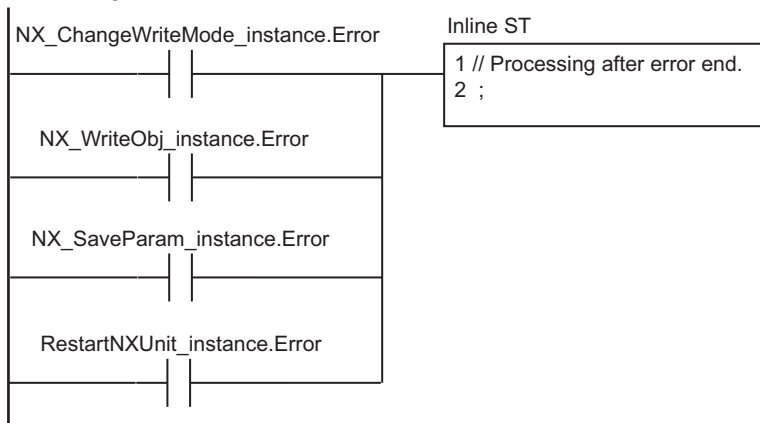 NX_ChangeWriteMode_instance.Error
Inline ST
1 // Processing after error end.
2 ;
NX_WriteObj_instance.Error
NX_SaveParam_instance.Error
RestartNXUnit_instance.Error